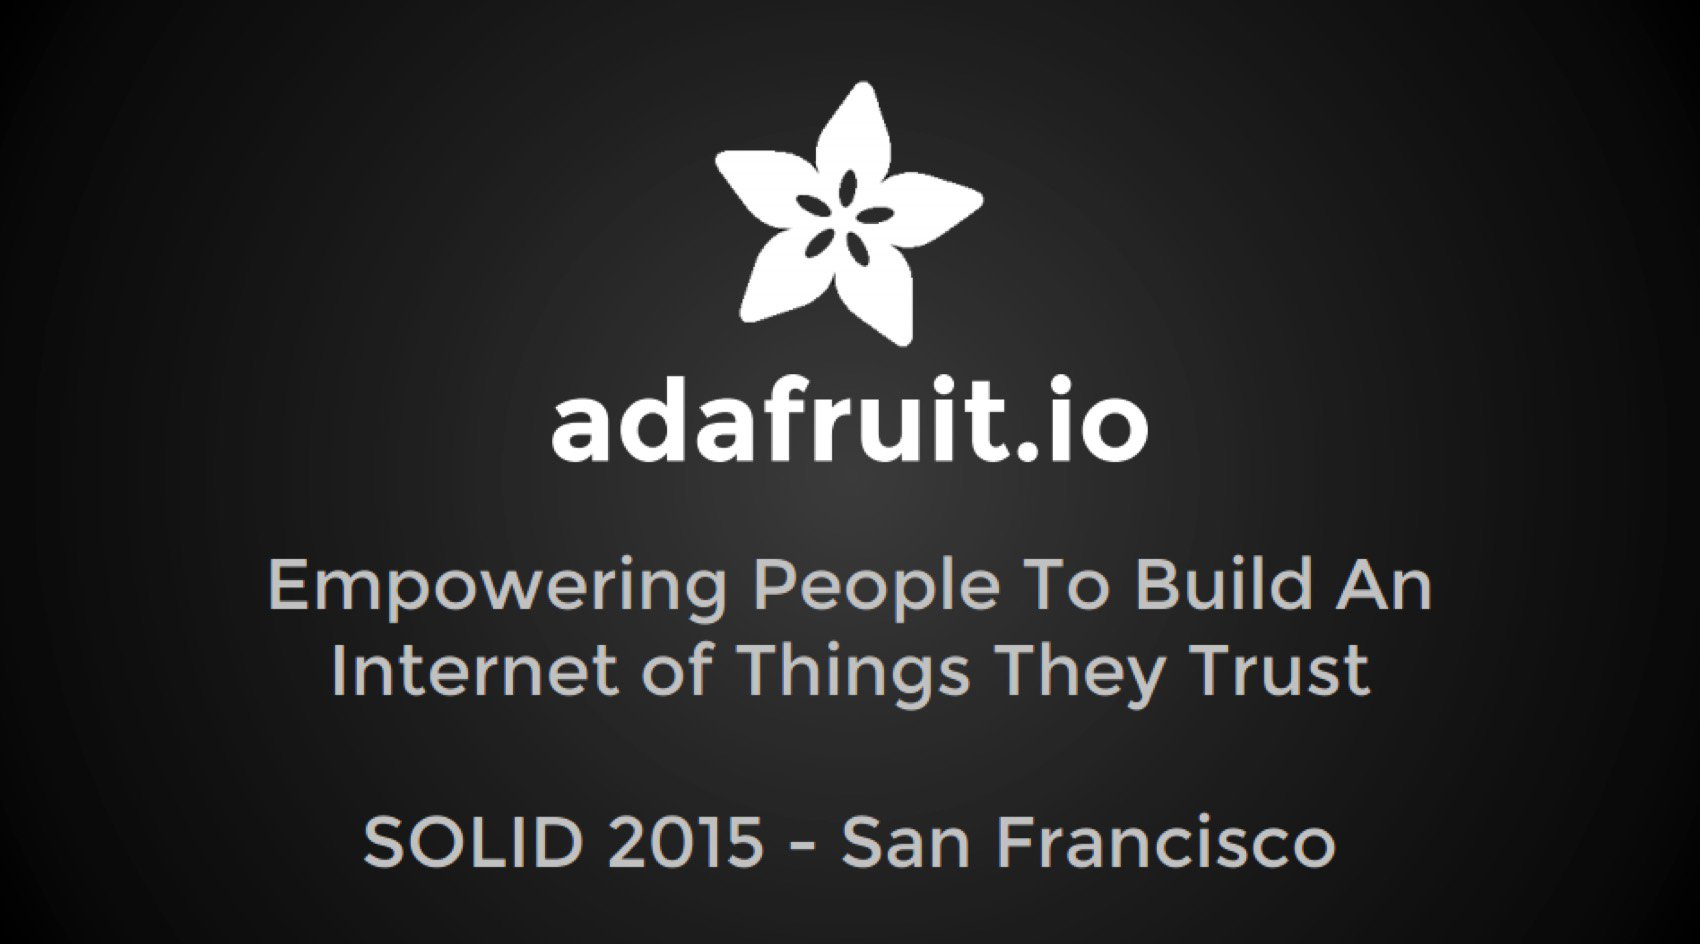 adafruit.io
Empowering People To Build An
Internet of Things They Trust
SOLID 2015 - San Francisco